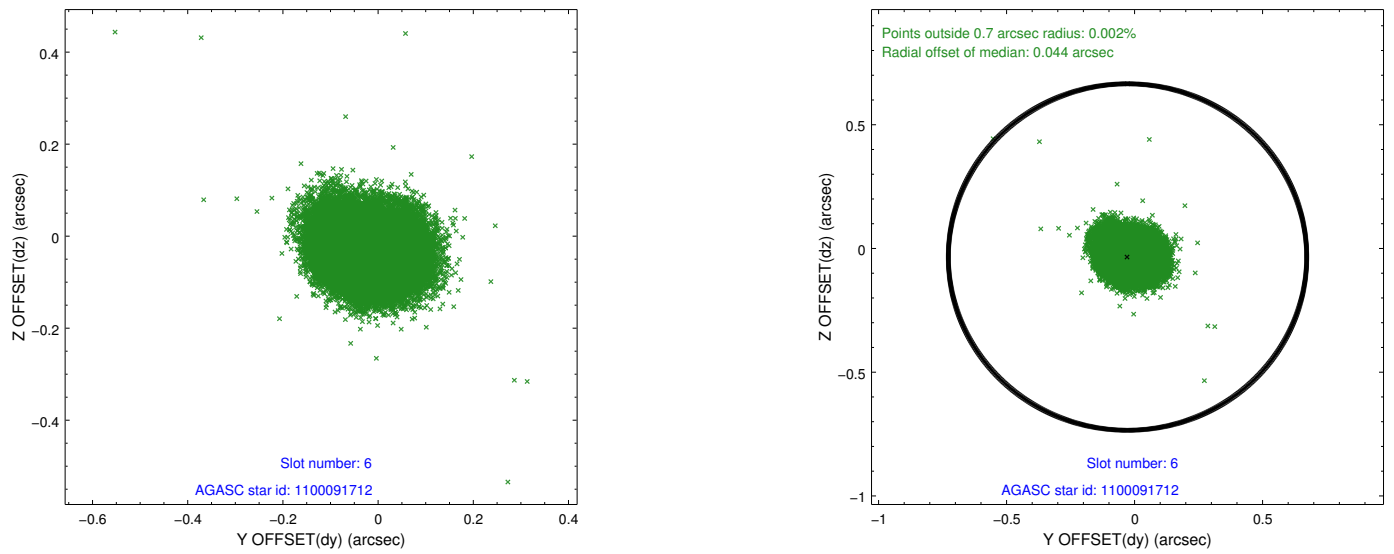 0.4
0.2
0
−0.2
−0.4
Z OFFSET(dz) (arcsec)
−0.6
−0.4
−0.2
0
0.2
0.4
Y OFFSET(dy) (arcsec)
Slot number: 6
AGASC star id: 1100091712
Points outside 0.7 arcsec radius: 0.002%
Radial offset of median: 0.044 arcsec
0.5
0
−0.5
−1
Z OFFSET(dz) (arcsec)
−1
−0.5
0
0.5
Y OFFSET(dy) (arcsec)
Slot number: 6
AGASC star id: 1100091712